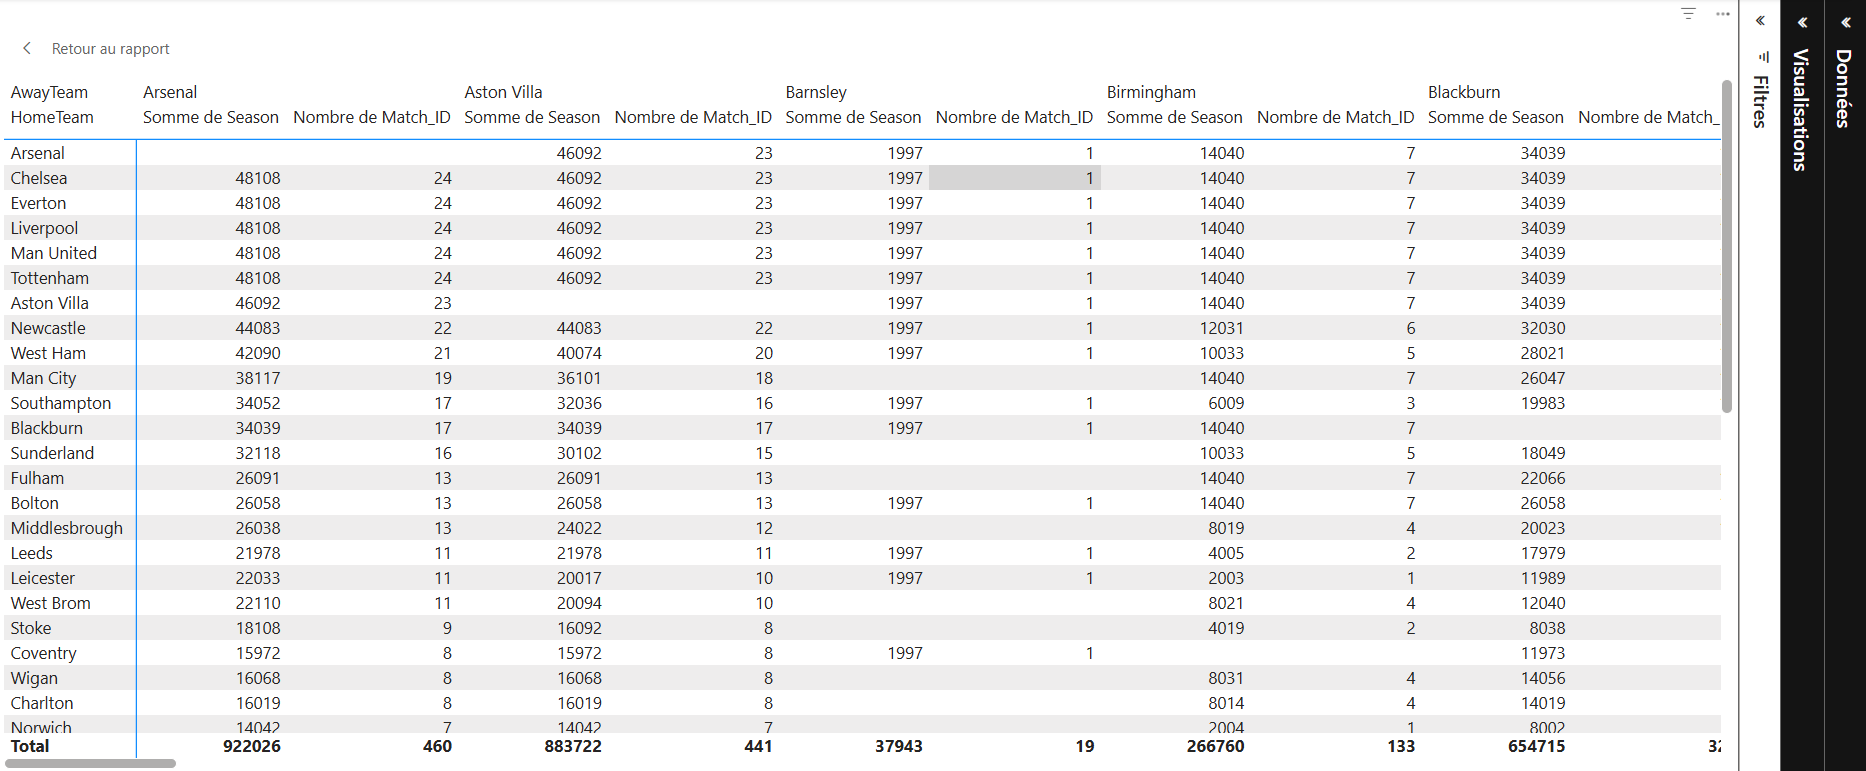 Retour au rapport
AwayTeam Arsenal Aston Villa Barnsley Birmingham Blackburn
HomeTeam Somme de Season Nombre de Match_ID Somme de Season Nombre de Match_ID Somme de Season Nombre de Match_ID Somme de Season Nombre de Match_ID Somme de Season Nombre de Match_
Arsenal 46092 23 1997 1 14040 7 34039
Chelsea 48108 24 46092 23 1997 1 14040 7 34039
Everton 48108 24 46092 23 1997 1 14040 7 34039
Liverpool 48108 24 46092 23 1997 1 14040 7 34039
Man United 48108 24 46092 23 1997 1 14040 7 34039
Tottenham 48108 24 46092 23 1997 1 14040 7 34039
Aston Villa 46092 23 1997 1 14040 7 34039
Newcastle 44083 22 44083 22 1997 1 12031 6 32030
West Ham 42090 21 40074 20 1997 1 10033 5 28021
Man City 38117 19 36101 18 14040 7 26047
Southampton 34052 17 32036 16 1997 1 6009 3 19983
Blackburn 34039 17 34039 17 1997 1 14040 7
Sunderland 32118 16 30102 15 10033 5 18049
Fulham 26091 13 26091 13 14040 7 22066
Bolton 26058 13 26058 13 1997 1 14040 7 26058
Middlesbrough 26038 13 24022 12 8019 4 20023
Leeds 21978 11 21978 11 1997 1 4005 2 17979
Leicester 22033 11 20017 10 1997 1 2003 1 11989
West Brom 22110 11 20094 10 8021 4 12040
Stoke 18108 9 16092 8 4019 2 8038
Coventry 15972 8 15972 8 1997 1 11973
Wigan 16068 8 16068 8 8031 4 14056
Charlton 16019 8 16019 8 8014 4 14019
Norwich 14042 7 14042 7 2004 1 8002
Total 922026 460 883722 441 37943 19 266760 133 654715 32
Filtres
Visualisations
Données